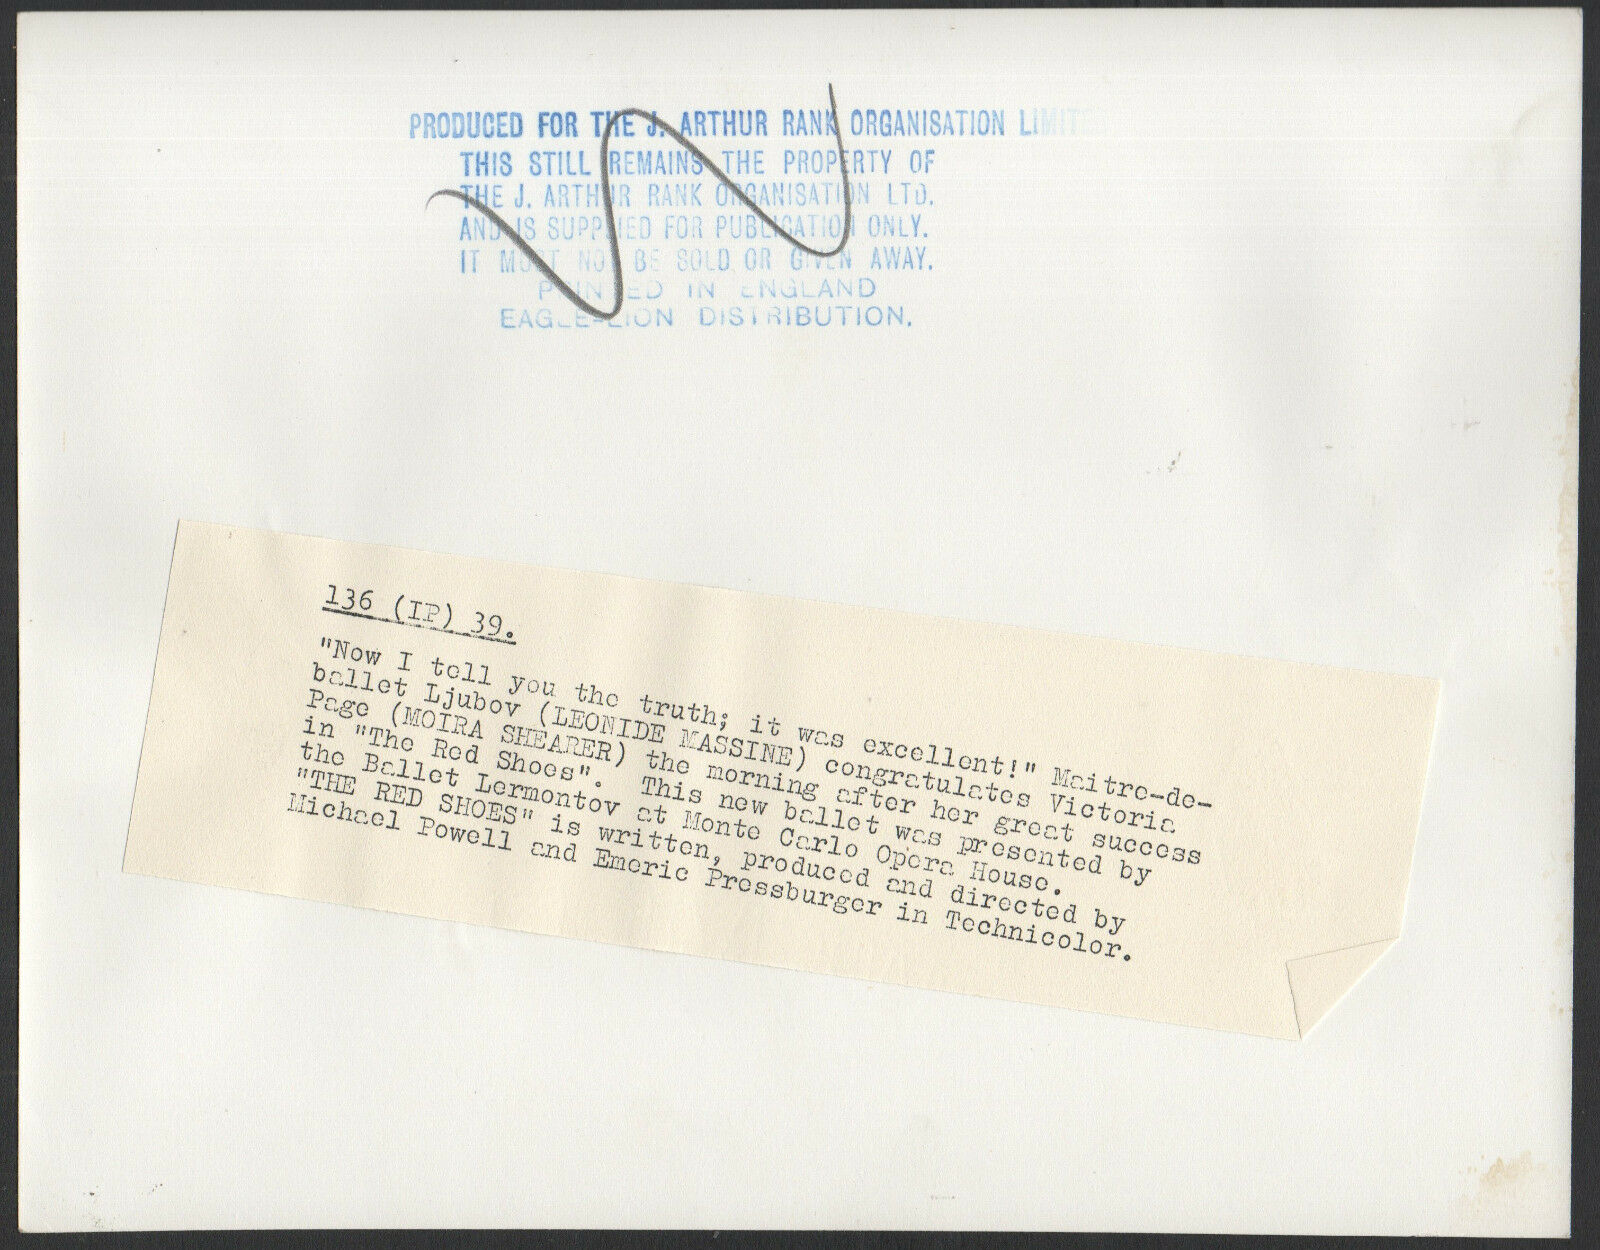 PRODUCED FOR THE J. ARTHUR RANK ORGANISATION LIMITE
THIS STILL REMAINS THE PROPERTY OF
THE J. ARTHUR RANK ORGANISATION LTD.
AND IS SUPPLIED FOR PUBLICATION ONLY.
IT MUST NOT BE SOLD OR GIVEN AWAY.
PRINTED IN ENGLAND
EAGLE-LION DISTRIBUTION.
136 (IP) 39.
"Now I tell you the truth; it was excellent!" Maitre-de-
ballet Ljubov (LEONIDE MASSINE) congratulates Victoria
Page (MOIRA SHEARER) the morning after her great success
in "The Red Shoes". This new ballet was presented by
the Ballet Lermontov at Monte Carlo Opera House.
"THE RED SHOES" is written, produced and directed by
Michael Powell and Emeric Pressburger in Technicolor.